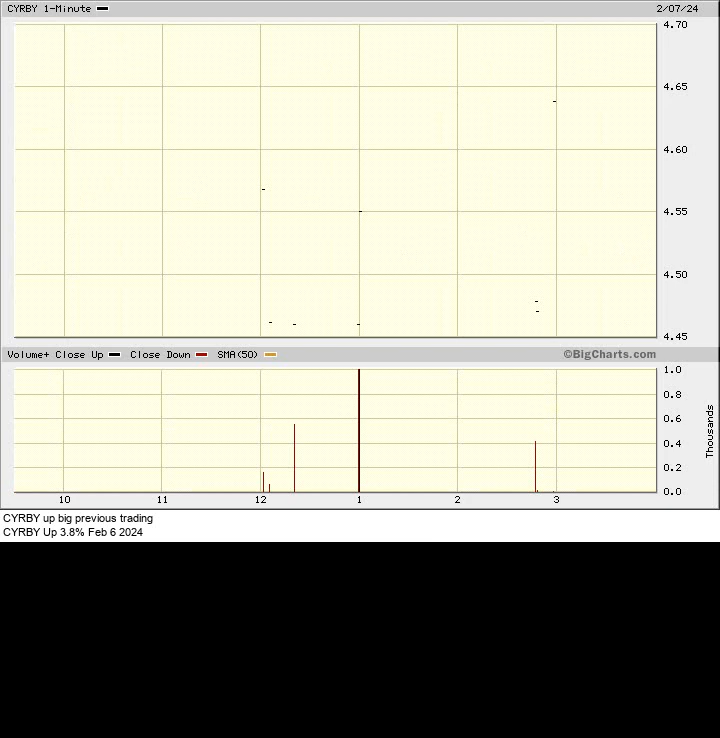 CYRBY 1-Minute 2/07/24
4.70
4.65
4.60
4.55
4.50
4.45
Volume+ Close Up Close Down SMA(50) ©BigCharts.com
1.0
0.8
0.6
0.4
0.2
0.0
Thousands
10 11 12 1 2 3
CYRBY up big previous trading
CYRBY Up 3.8% Feb 6 2024